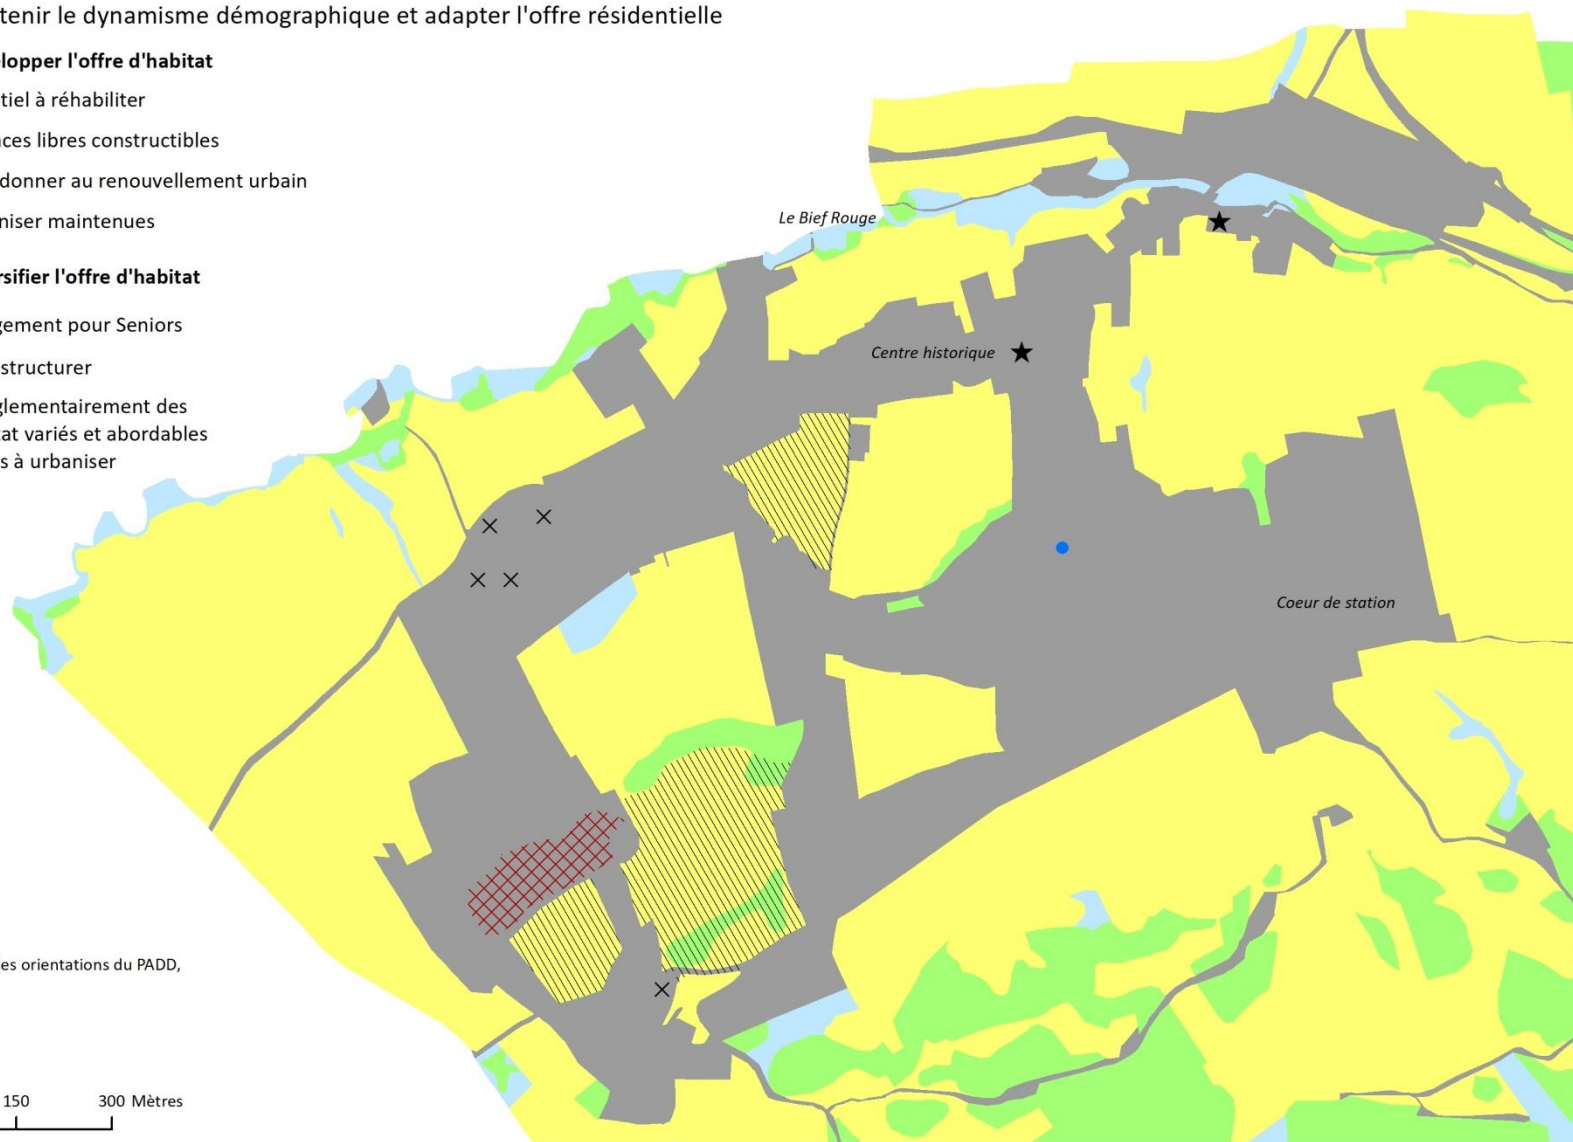 tenir le dynamisme démographique et adapter l'offre résidentielle
lopper l'offre d'habitat
tiel à réhabiliter
ces libres constructibles
donner au renouvellement urbain
niser maintenues
rsifier l'offre d'habitat
gement pour Seniors
structurer
glementairement des
tat variés et abordables
s à urbaniser
Le Bief Rouge
Centre historique
Coeur de station
es orientations du PADD,
150 300 Mètres